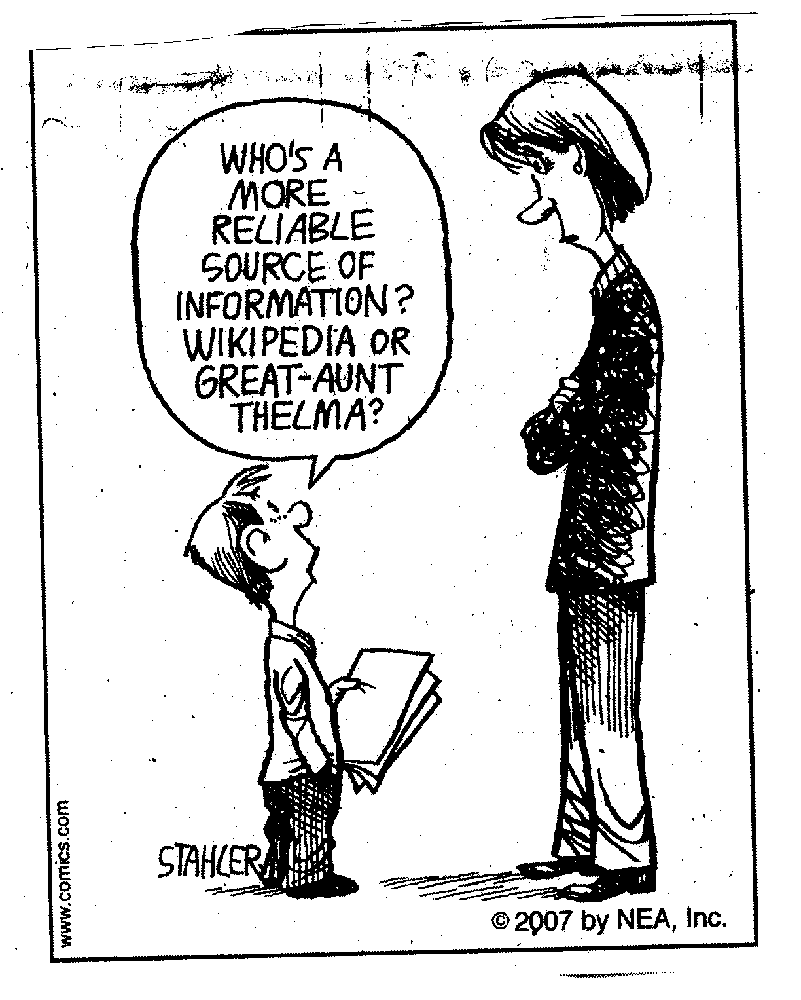 WHO'S A
MORE
RELIABLE
SOURCE OF
INFORMATION?
WIKIPEDIA OR
GREAT-AUNT
THELMA?
STAHLER
www.comics.com
© 2007 by NEA, Inc.